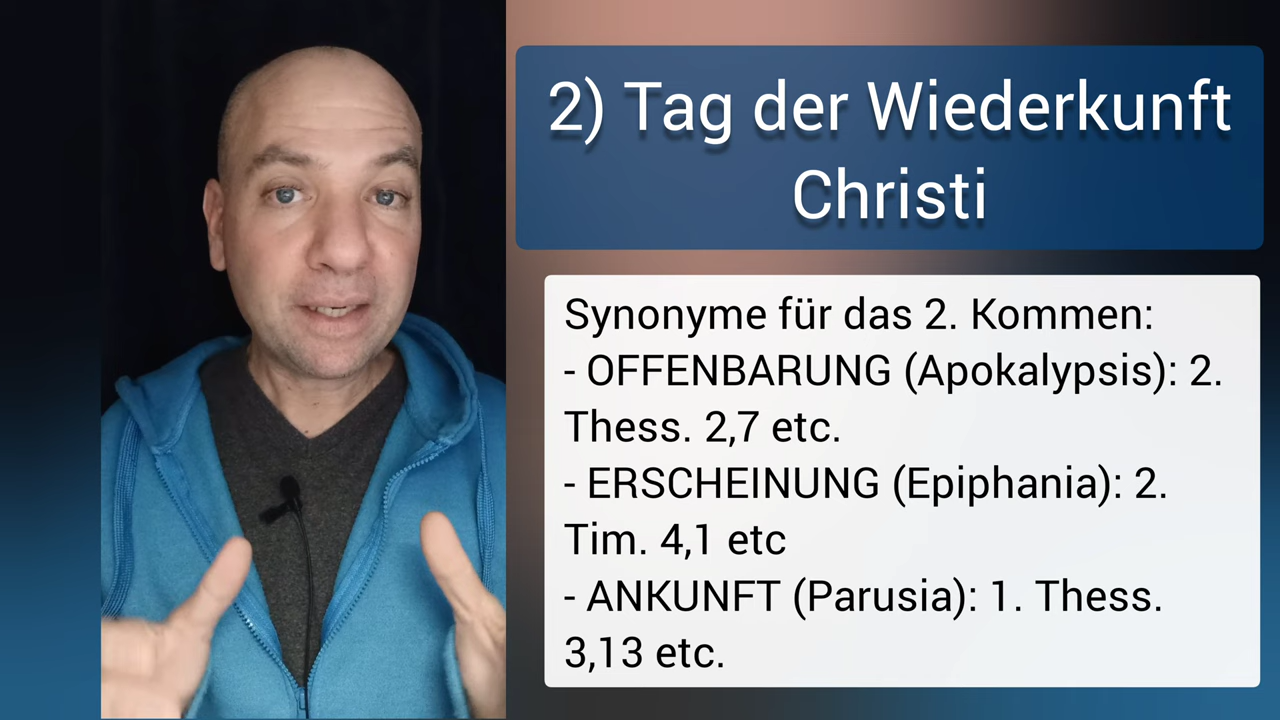 2) Tag der Wiederkunft
Christi
Synonyme für das 2. Kommen:
- OFFENBARUNG (Apokalypsis): 2.
Thess. 2,7 etc.
- ERSCHEINUNG (Epiphania): 2.
Tim. 4,1 etc
- ANKUNFT (Parusia): 1. Thess.
3,13 etc.